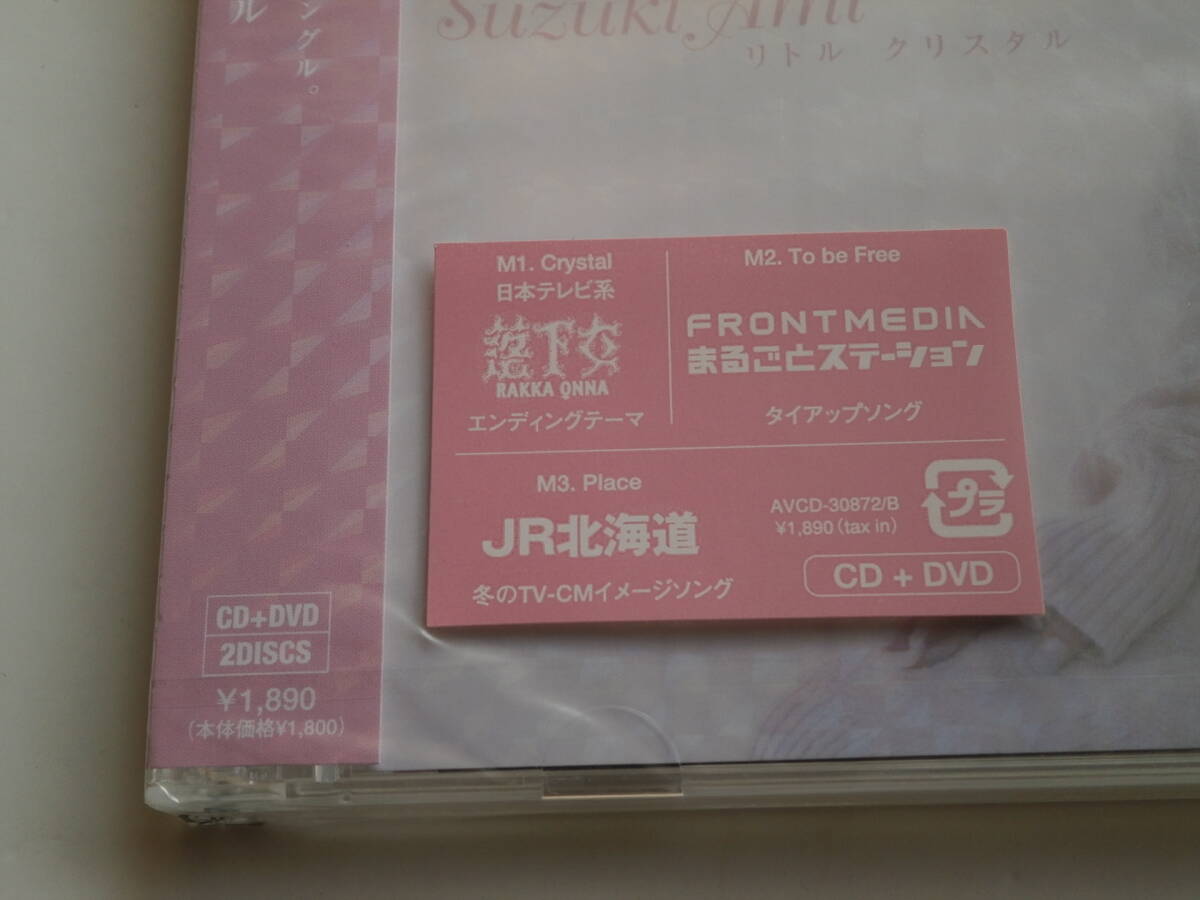 Suzuki Ami
リトル クリスタル
ングル。
ル
M1. Crystal
日本テレビ系
落下女
RAKKA ONNA
エンディングテーマ
M2. To be Free
FRONTMEDIA
まるごとステーション
タイアップソング
M3. Place
JR北海道
冬のTV-CMイメージソング
AVCD-30872/B
¥1,890(tax in)
プラ
CD + DVD
CD+DVD
2DISCS
¥1,890
(本体価格¥1,800)